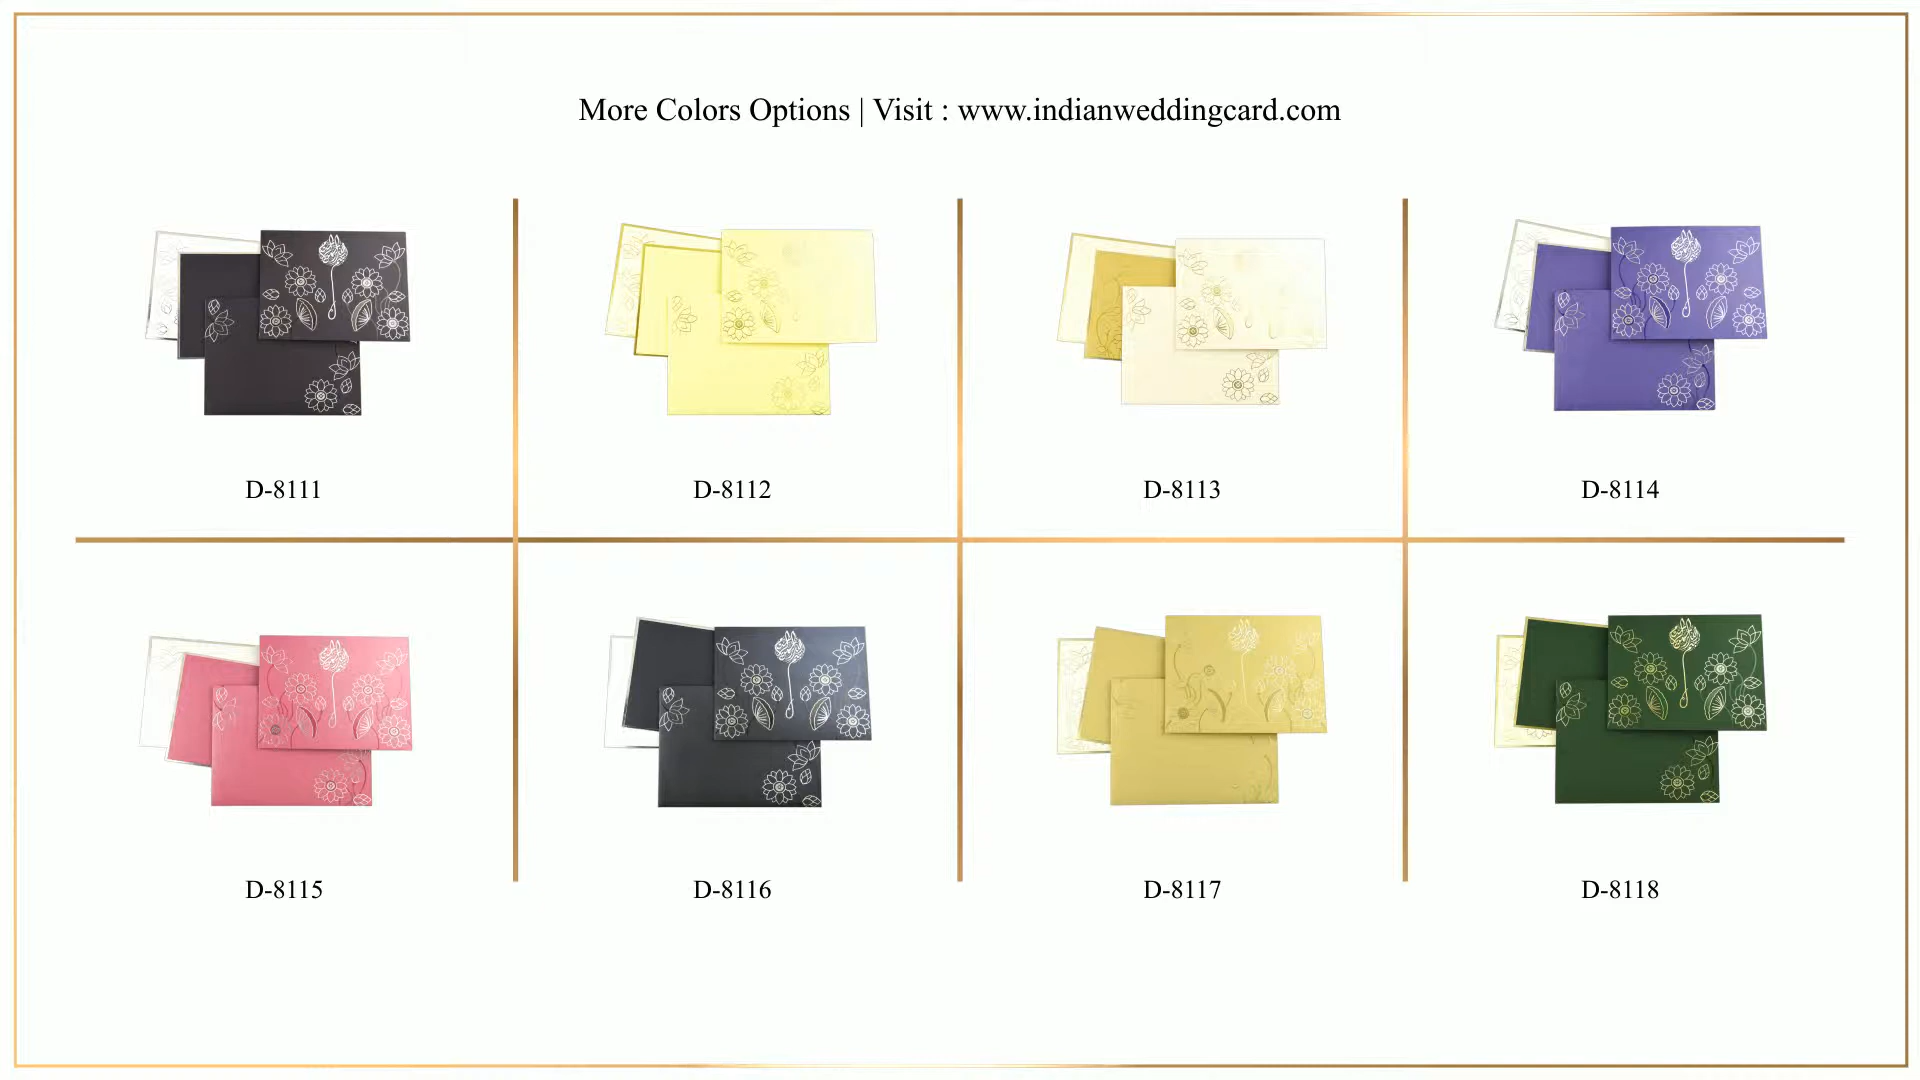 More Colors Options | Visit : www.indianweddingcard.com
D-8111
D-8112
D-8113
D-8114
D-8115
D-8116
D-8117
D-8118